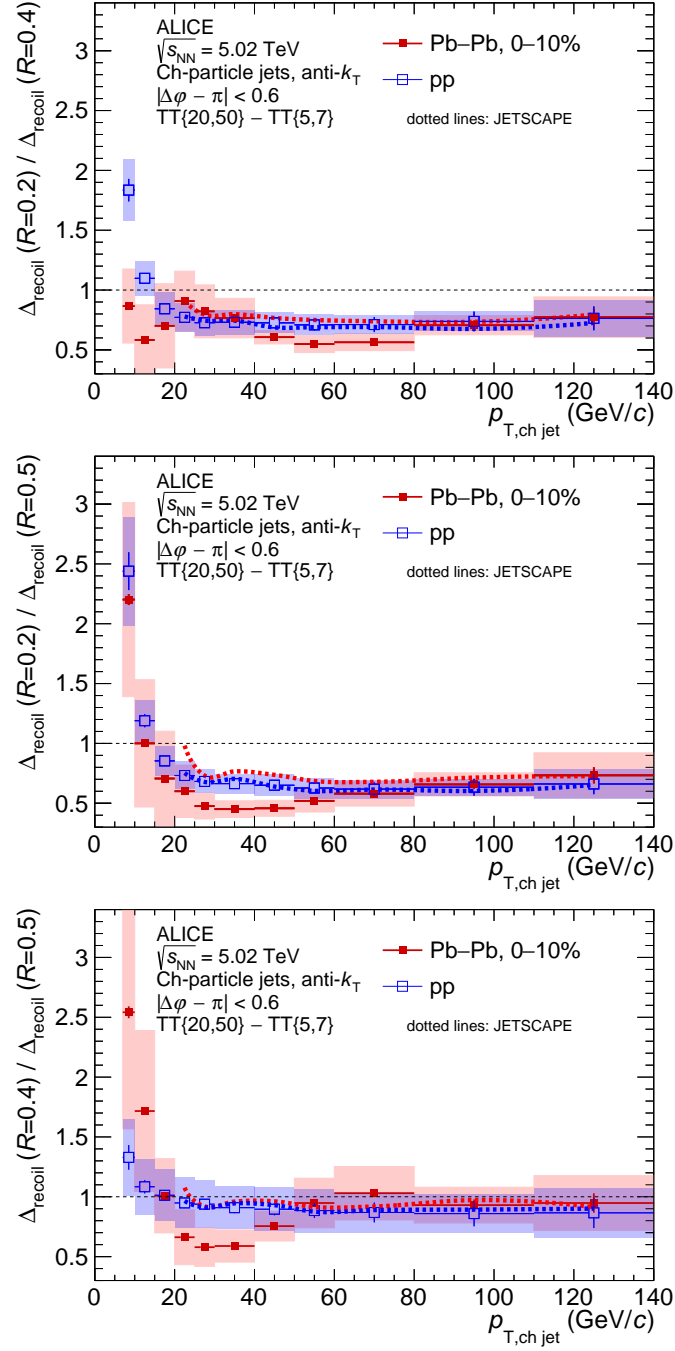 Δrecoil (R=0.2) / Δrecoil (R=0.4)
ALICE
√sNN = 5.02 TeV
Ch-particle jets, anti-kT
|Δφ − π| < 0.6
TT{20,50} − TT{5,7}
Pb–Pb, 0–10%
pp
dotted lines: JETSCAPE
3
2.5
2
1.5
1
0.5
0 20 40 60 80 100 120 140
pT,ch jet (GeV/c)
Δrecoil (R=0.2) / Δrecoil (R=0.5)
ALICE
√sNN = 5.02 TeV
Ch-particle jets, anti-kT
|Δφ − π| < 0.6
TT{20,50} − TT{5,7}
Pb–Pb, 0–10%
pp
dotted lines: JETSCAPE
3
2.5
2
1.5
1
0.5
0 20 40 60 80 100 120 140
pT,ch jet (GeV/c)
Δrecoil (R=0.4) / Δrecoil (R=0.5)
ALICE
√sNN = 5.02 TeV
Ch-particle jets, anti-kT
|Δφ − π| < 0.6
TT{20,50} − TT{5,7}
Pb–Pb, 0–10%
pp
dotted lines: JETSCAPE
3
2.5
2
1.5
1
0.5
0 20 40 60 80 100 120 140
pT,ch jet (GeV/c)